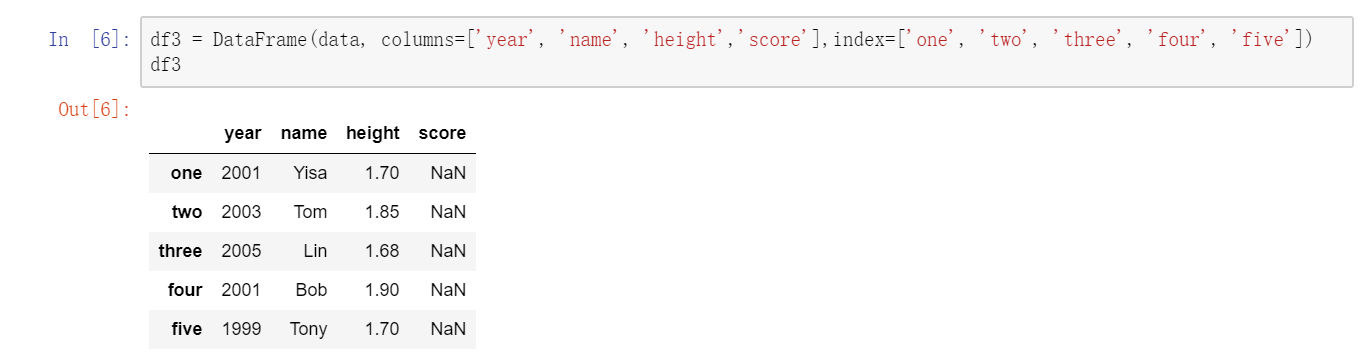 In [6]: df3 = DataFrame(data, columns=['year', 'name', 'height','score'],index=['one', 'two', 'three', 'four', 'five'])
df3
Out[6]:
year name height score
one 2001 Yisa 1.70 NaN
two 2003 Tom 1.85 NaN
three 2005 Lin 1.68 NaN
four 2001 Bob 1.90 NaN
five 1999 Tony 1.70 NaN